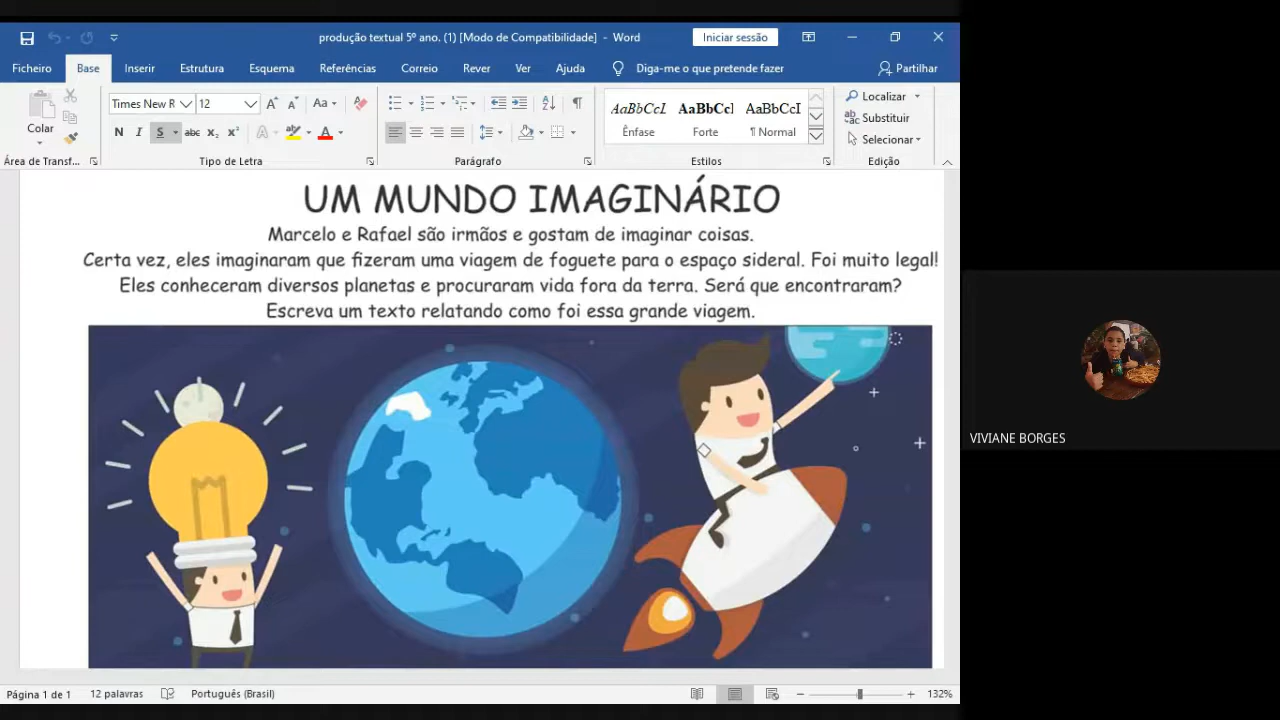 produção textual 5º ano. (1) [Modo de Compatibilidade] - Word
Iniciar sessão
Ficheiro Base Inserir Estrutura Esquema Referências Correio Rever Ver Ajuda Diga-me o que pretende fazer Partilhar
Colar
Times New R 12
Aa
N I S abc x₂ x²
A
AaBbCcL AaBbCcI AaBbCcI
Ênfase Forte ¶ Normal
Localizar
Substituir
Selecionar
Área de Transf... Tipo de Letra Parágrafo Estilos Edição
UM MUNDO IMAGINÁRIO
Marcelo e Rafael são irmãos e gostam de imaginar coisas.
Certa vez, eles imaginaram que fizeram uma viagem de foguete para o espaço sideral. Foi muito legal!
Eles conheceram diversos planetas e procuraram vida fora da terra. Será que encontraram?
Escreva um texto relatando como foi essa grande viagem.
VIVIANE BORGES
Página 1 de 1 12 palavras Português (Brasil) 132%